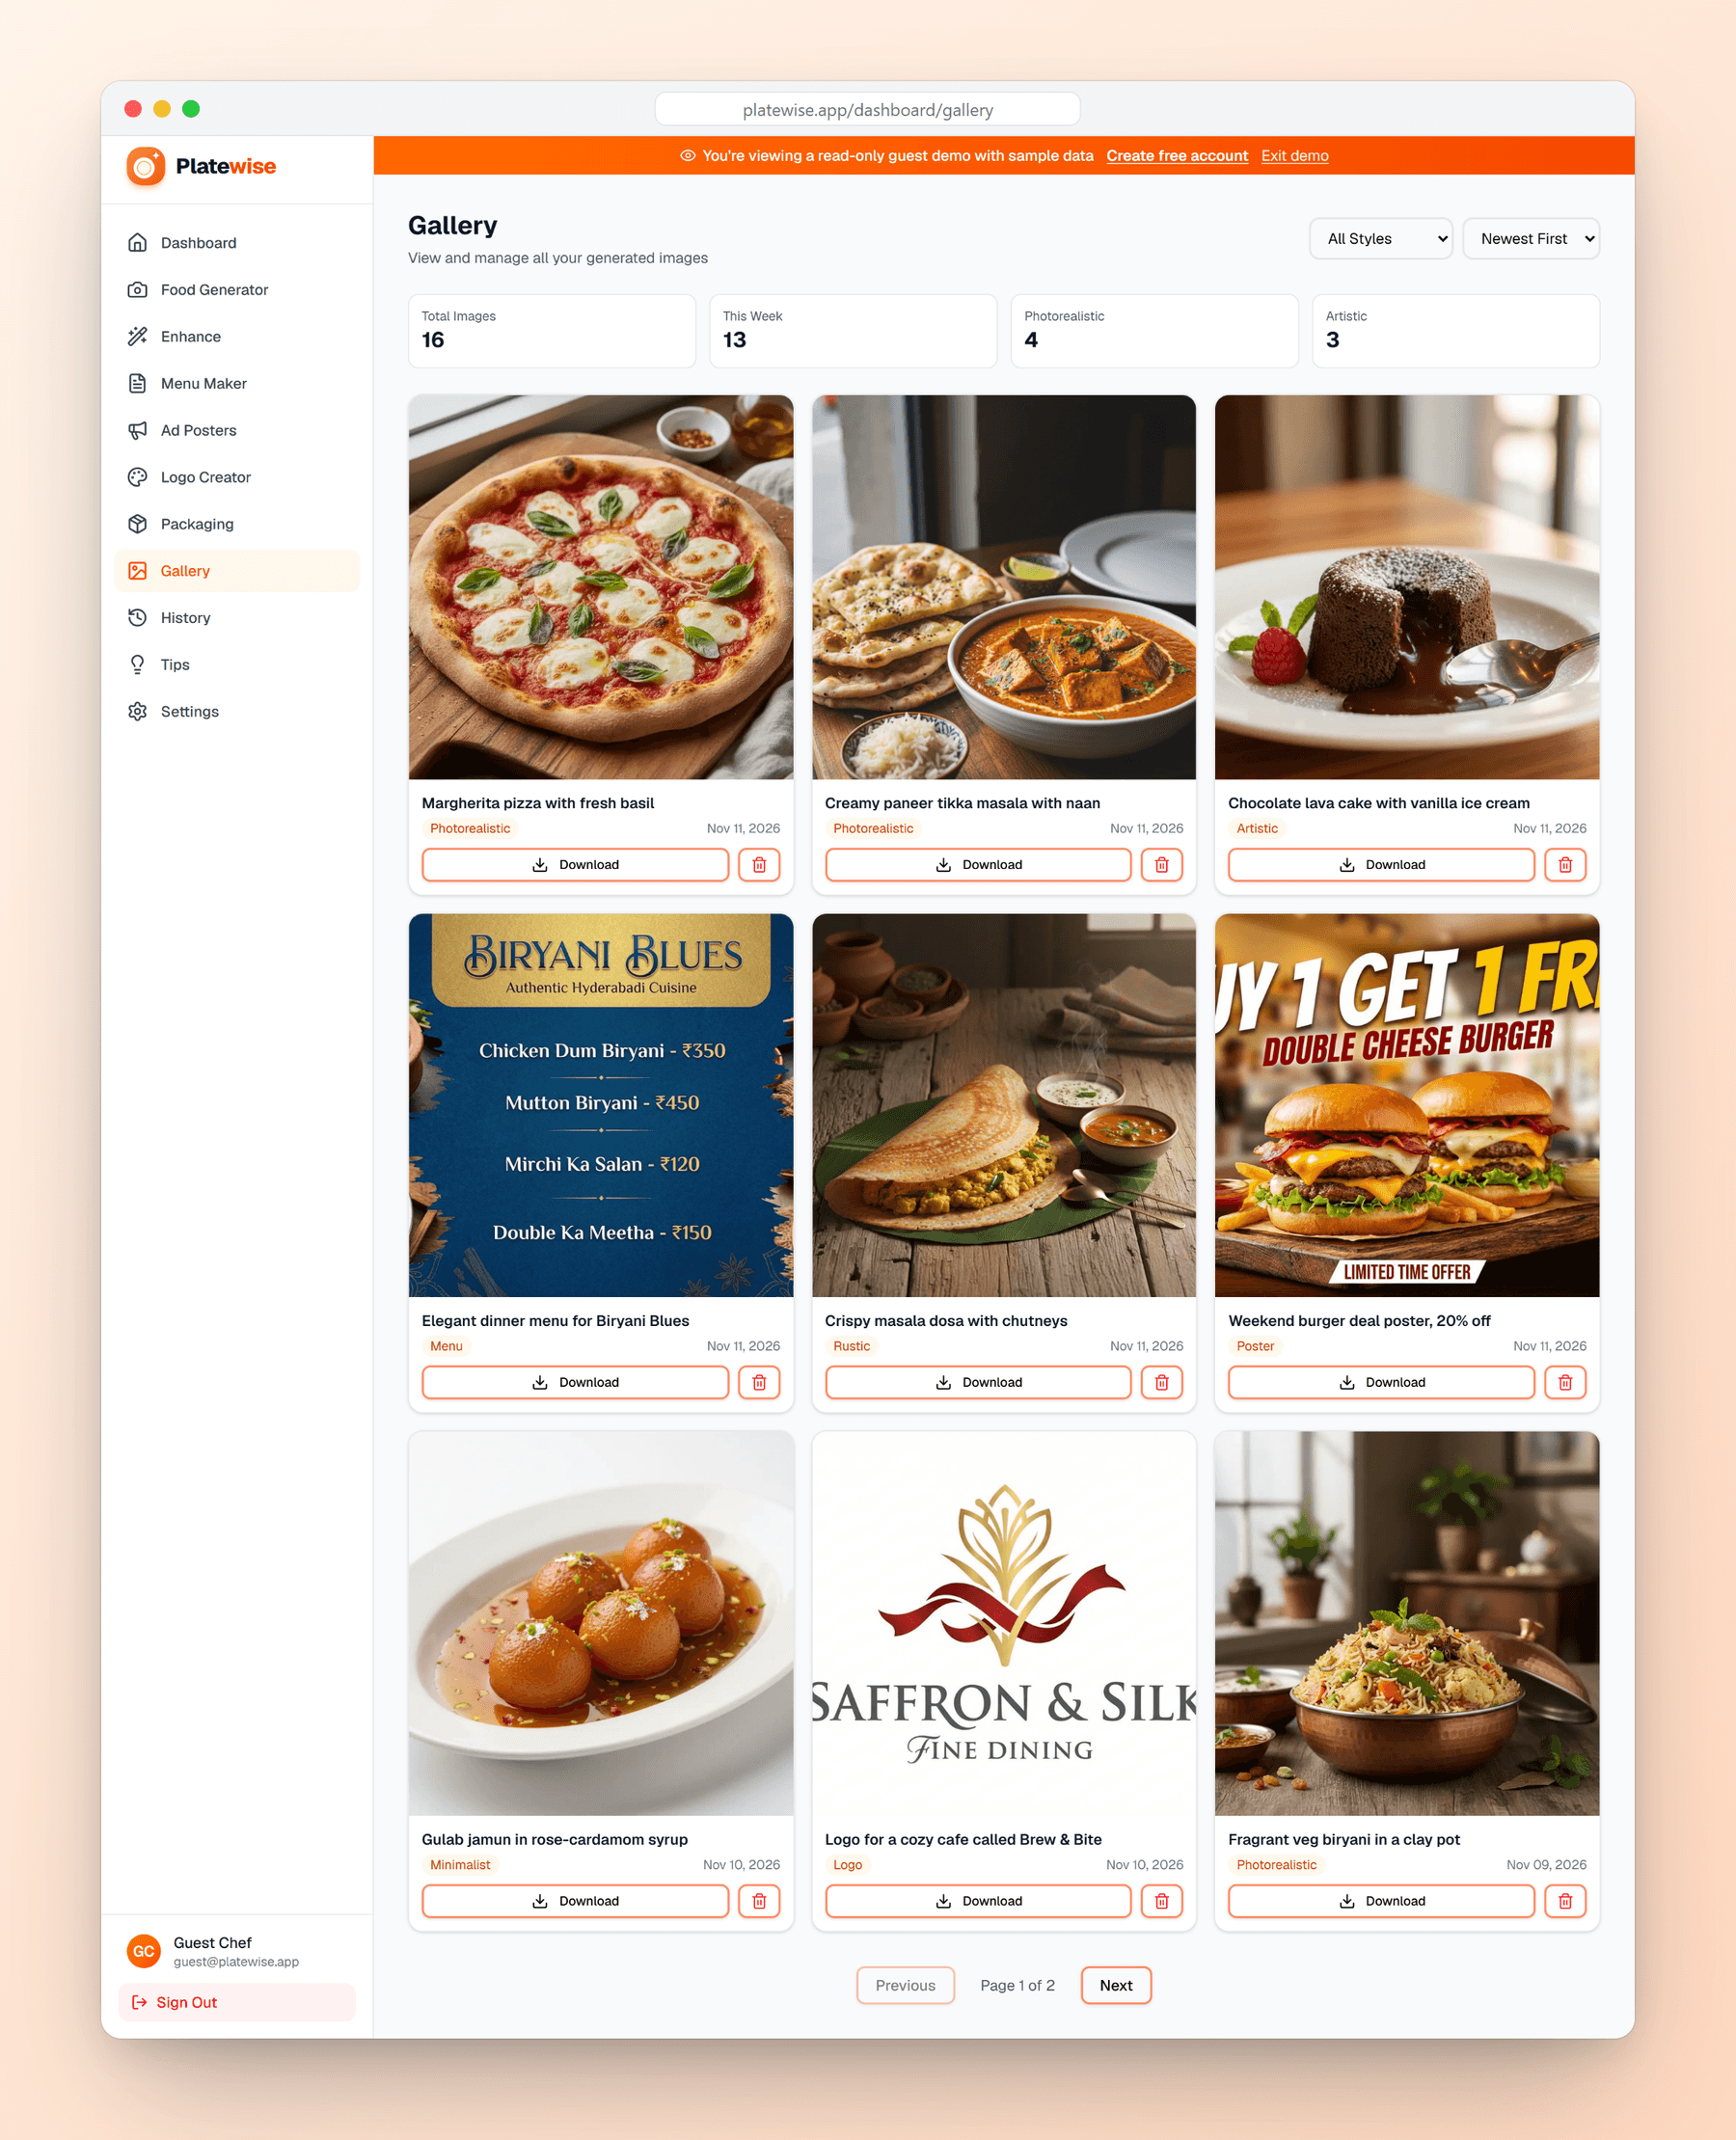 platewise.app/dashboard/gallery
Platewise
You're viewing a read-only guest demo with sample data Create free account Exit demo
Dashboard
Food Generator
Enhance
Menu Maker
Ad Posters
Logo Creator
Packaging
Gallery
History
Tips
Settings
Guest Chef
GC
guest@platewise.app
Sign Out
Gallery
View and manage all your generated images
All Styles
Newest First
Total Images
16
This Week
13
Photorealistic
4
Artistic
3
Margherita pizza with fresh basil
Photorealistic Nov 11, 2026
Download
Creamy paneer tikka masala with naan
Photorealistic Nov 11, 2026
Download
Chocolate lava cake with vanilla ice cream
Artistic Nov 11, 2026
Download
BIRYANI BLUES
Authentic Hyderabadi Cuisine
Chicken Dum Biryani - ₹350
Mutton Biryani - ₹450
Mirchi Ka Salan - ₹120
Double Ka Meetha - ₹150
Elegant dinner menu for Biryani Blues
Menu Nov 11, 2026
Download
Crispy masala dosa with chutneys
Rustic Nov 11, 2026
Download
UY 1 GET 1 FR
DOUBLE CHEESE BURGER
LIMITED TIME OFFER
Weekend burger deal poster, 20% off
Poster Nov 11, 2026
Download
Gulab jamun in rose-cardamom syrup
Minimalist Nov 10, 2026
Download
SAFFRON & SILK
FINE DINING
Logo for a cozy cafe called Brew & Bite
Logo Nov 10, 2026
Download
Fragrant veg biryani in a clay pot
Photorealistic Nov 09, 2026
Download
Previous Page 1 of 2 Next